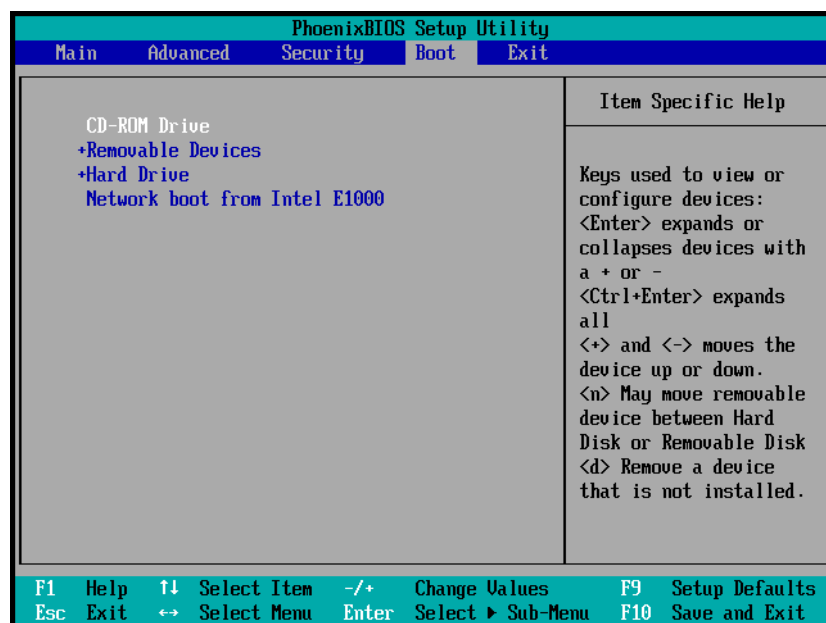 PhoenixBIOS Setup Utility
Main Advanced Security Boot Exit
CD-ROM Drive
+Removable Devices
+Hard Drive
Network boot from Intel E1000
Item Specific Help
Keys used to view or
configure devices:
<Enter> expands or
collapses devices with
a + or -
<Ctrl+Enter> expands
all
<+> and <-> moves the
device up or down.
<n> May move removable
device between Hard
Disk or Removable Disk
<d> Remove a device
that is not installed.
F1 Help ↑↓ Select Item -/+ Change Values F9 Setup Defaults
Esc Exit ↔ Select Menu Enter Select ▶ Sub-Menu F10 Save and Exit